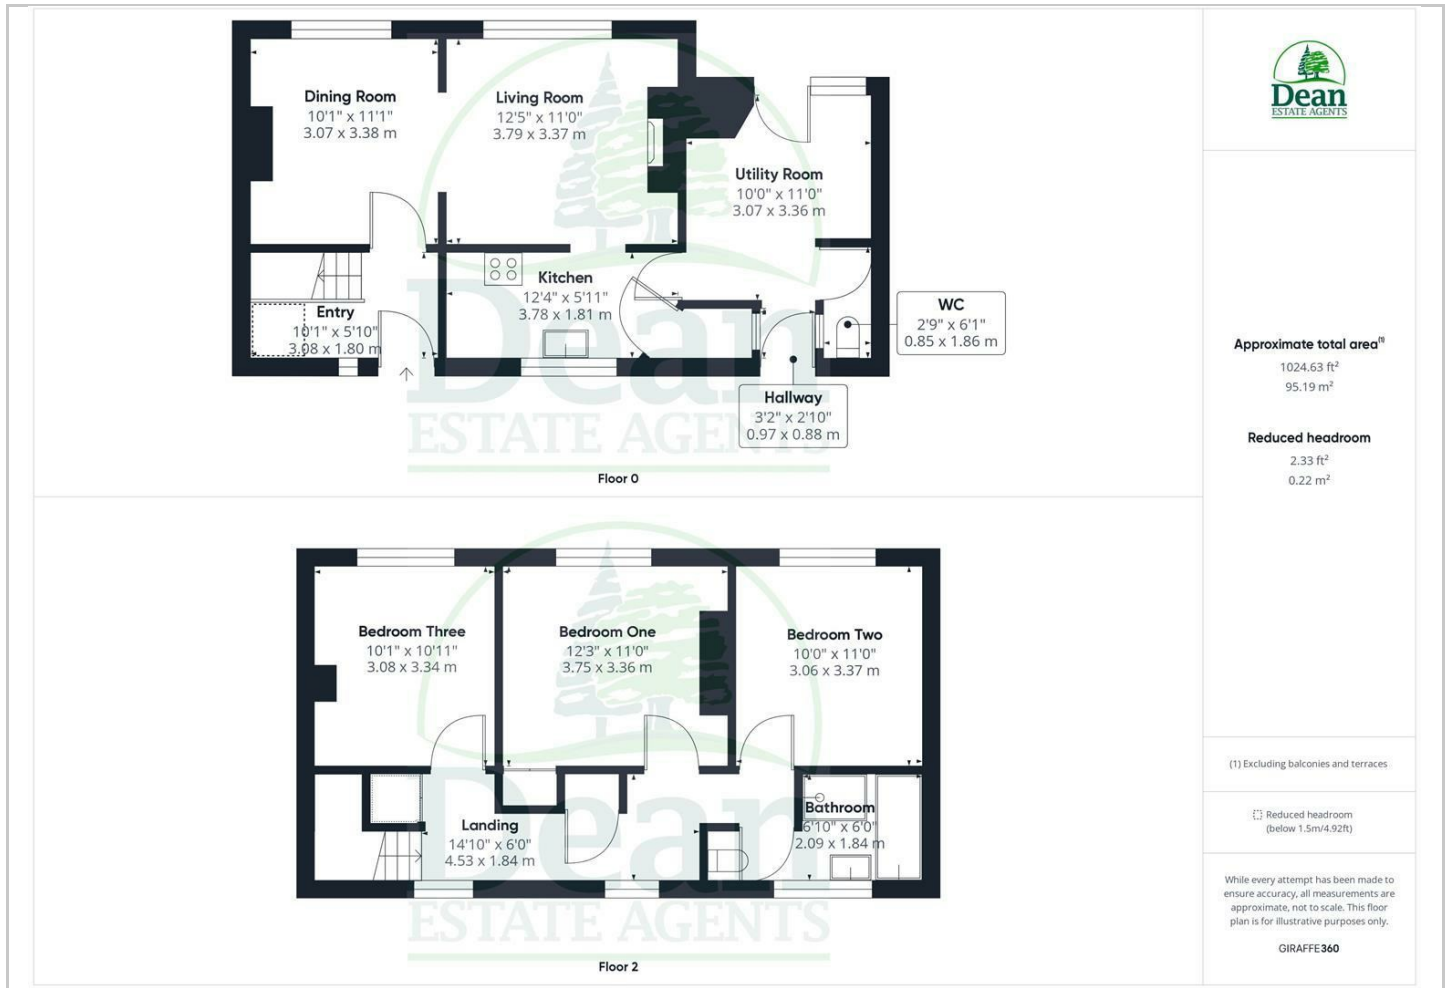 Dining Room
10'1" x 11'1"
3.07 x 3.38 m
Living Room
12'5" x 11'0"
3.79 x 3.37 m
Utility Room
10'0" x 11'0"
3.07 x 3.36 m
Kitchen
12'4" x 5'11"
3.78 x 1.81 m
Entry
10'1" x 5'10"
3.08 x 1.80 m
WC
2'9" x 6'1"
0.85 x 1.86 m
Hallway
3'2" x 2'10"
0.97 x 0.88 m
Dean
ESTATE AGENTS
Floor 0
Bedroom Three
10'1" x 10'11"
3.08 x 3.34 m
Bedroom One
12'3" x 11'0"
3.75 x 3.36 m
Bedroom Two
10'0" x 11'0"
3.06 x 3.37 m
Landing
14'10" x 6'0"
4.53 x 1.84 m
Bathroom
6'10" x 6'0"
2.09 x 1.84 m
Dean
ESTATE AGENTS
Floor 2
Dean
ESTATE AGENTS
Approximate total area(1)
1024.63 ft²
95.19 m²
Reduced headroom
2.33 ft²
0.22 m²
(1) Excluding balconies and terraces
Reduced headroom
(below 1.5m/4.92ft)
While every attempt has been made to
ensure accuracy, all measurements are
approximate, not to scale. This floor
plan is for illustrative purposes only.
GIRAFFE360